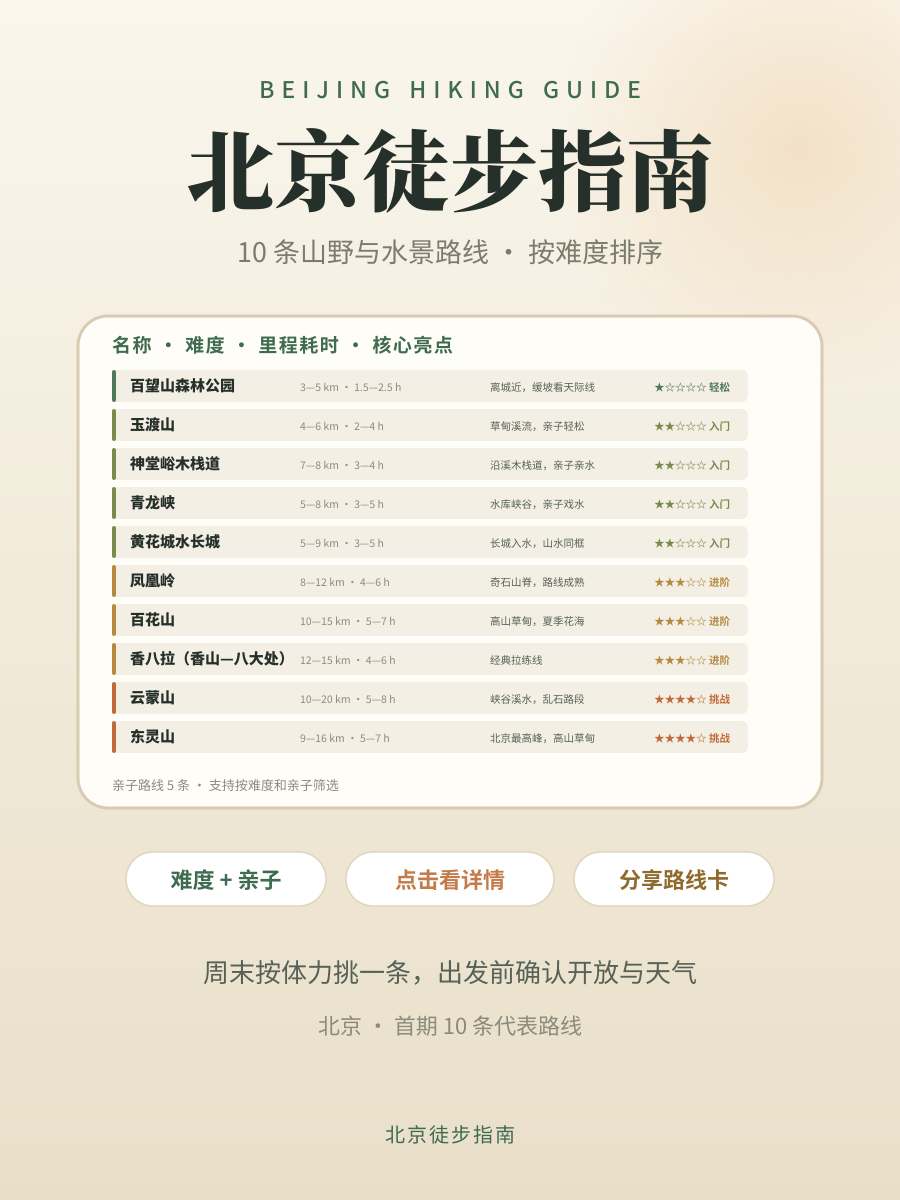 BEIJING HIKING GUIDE
北京徒步指南
10 条山野与水景路线 · 按难度排序
名称 · 难度 · 里程耗时 · 核心亮点
百望山森林公园 3—5 km · 1.5—2.5 h 离城近，缓坡看天际线 ★☆☆☆☆ 轻松
玉渡山 4—6 km · 2—4 h 草甸溪流，亲子轻松 ★★☆☆☆ 入门
神堂峪木栈道 7—8 km · 3—4 h 沿溪木栈道，亲子亲水 ★★☆☆☆ 入门
青龙峡 5—8 km · 3—5 h 水库峡谷，亲子戏水 ★★☆☆☆ 入门
黄花城水长城 5—9 km · 3—5 h 长城入水，山水同框 ★★☆☆☆ 入门
凤凰岭 8—12 km · 4—6 h 奇石山脊，路线成熟 ★★★☆☆ 进阶
百花山 10—15 km · 5—7 h 高山草甸，夏季花海 ★★★☆☆ 进阶
香八拉（香山—八大处） 12—15 km · 4—6 h 经典拉练线 ★★★☆☆ 进阶
云蒙山 10—20 km · 5—8 h 峡谷溪水，乱石路段 ★★★★☆ 挑战
东灵山 9—16 km · 5—7 h 北京最高峰，高山草甸 ★★★★☆ 挑战
亲子路线 5 条 · 支持按难度和亲子筛选
难度 + 亲子 点击看详情 分享路线卡
周末按体力挑一条，出发前确认开放与天气
北京 · 首期 10 条代表路线
北京徒步指南